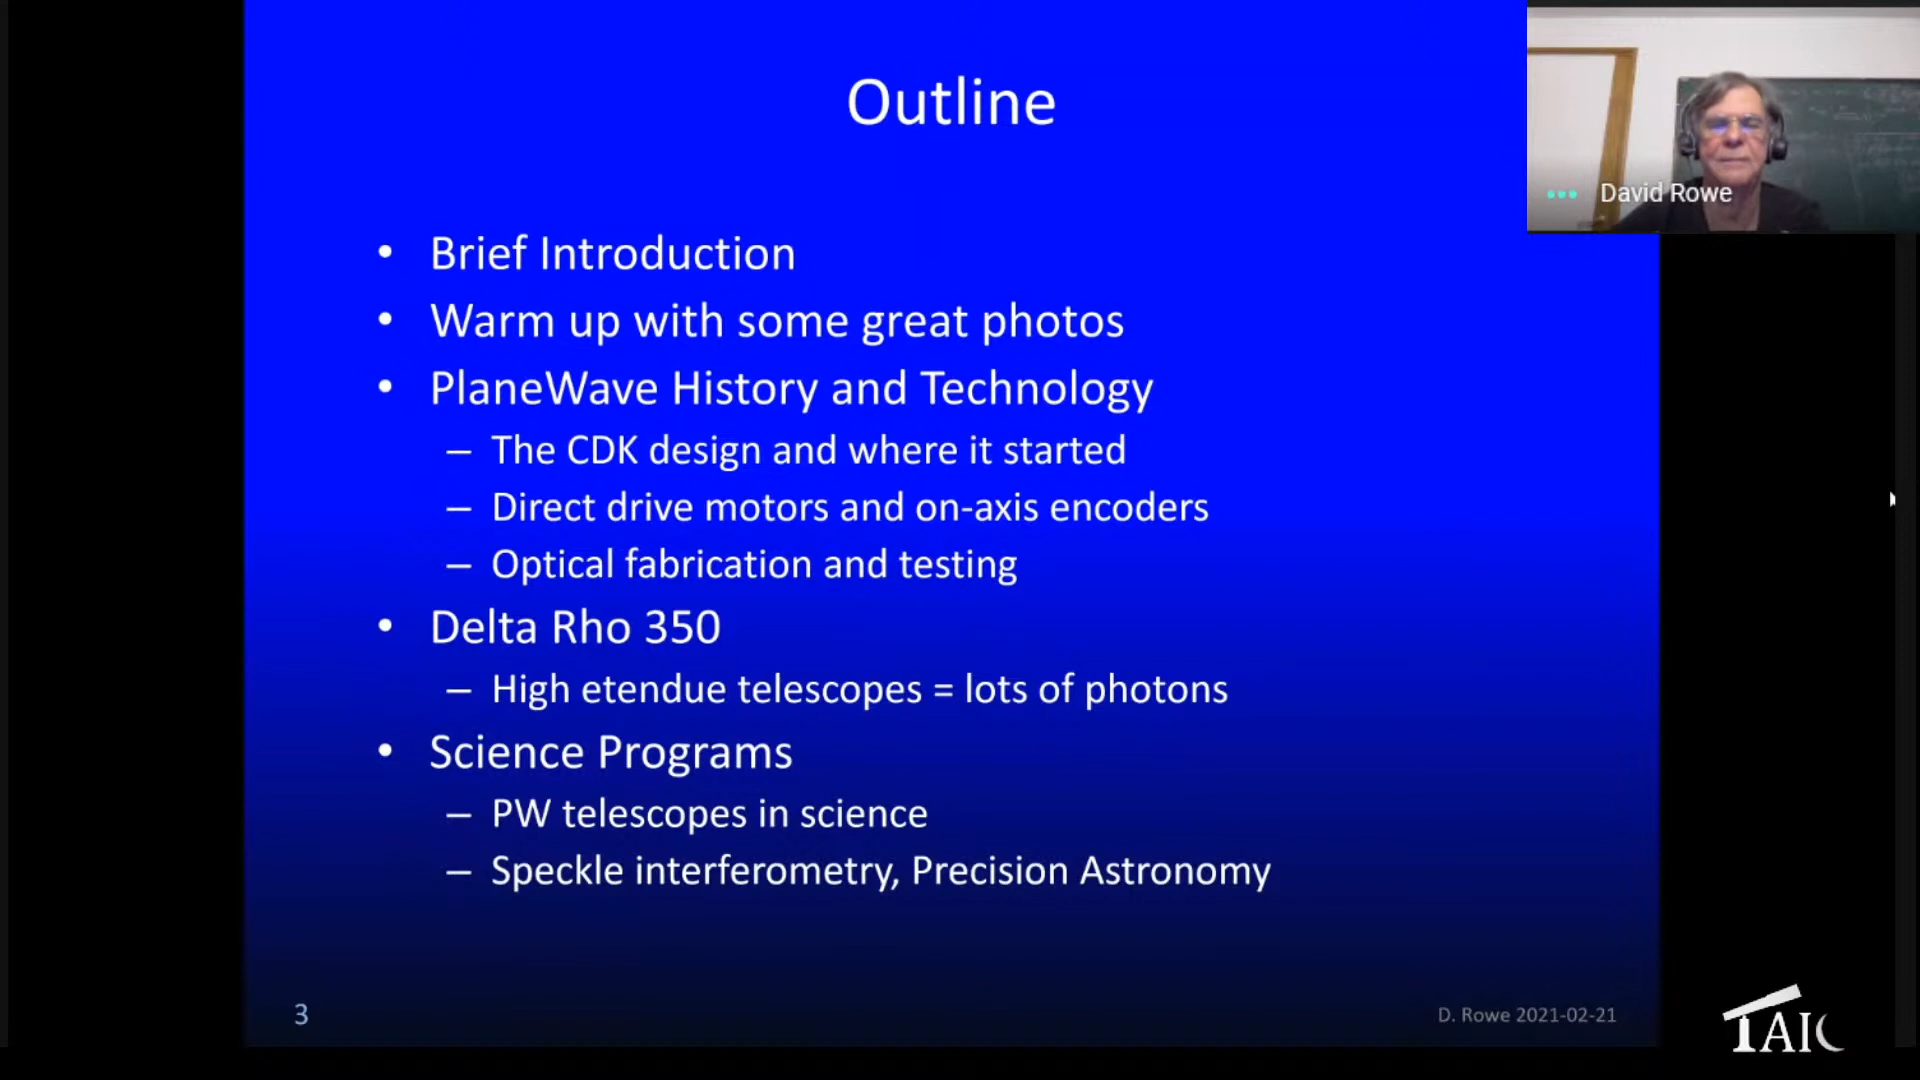 Outline
David Rowe
• Brief Introduction
• Warm up with some great photos
• PlaneWave History and Technology
– The CDK design and where it started
– Direct drive motors and on-axis encoders
– Optical fabrication and testing
• Delta Rho 350
– High etendue telescopes = lots of photons
• Science Programs
– PW telescopes in science
– Speckle interferometry, Precision Astronomy
3
D. Rowe 2021-02-21
TAIC